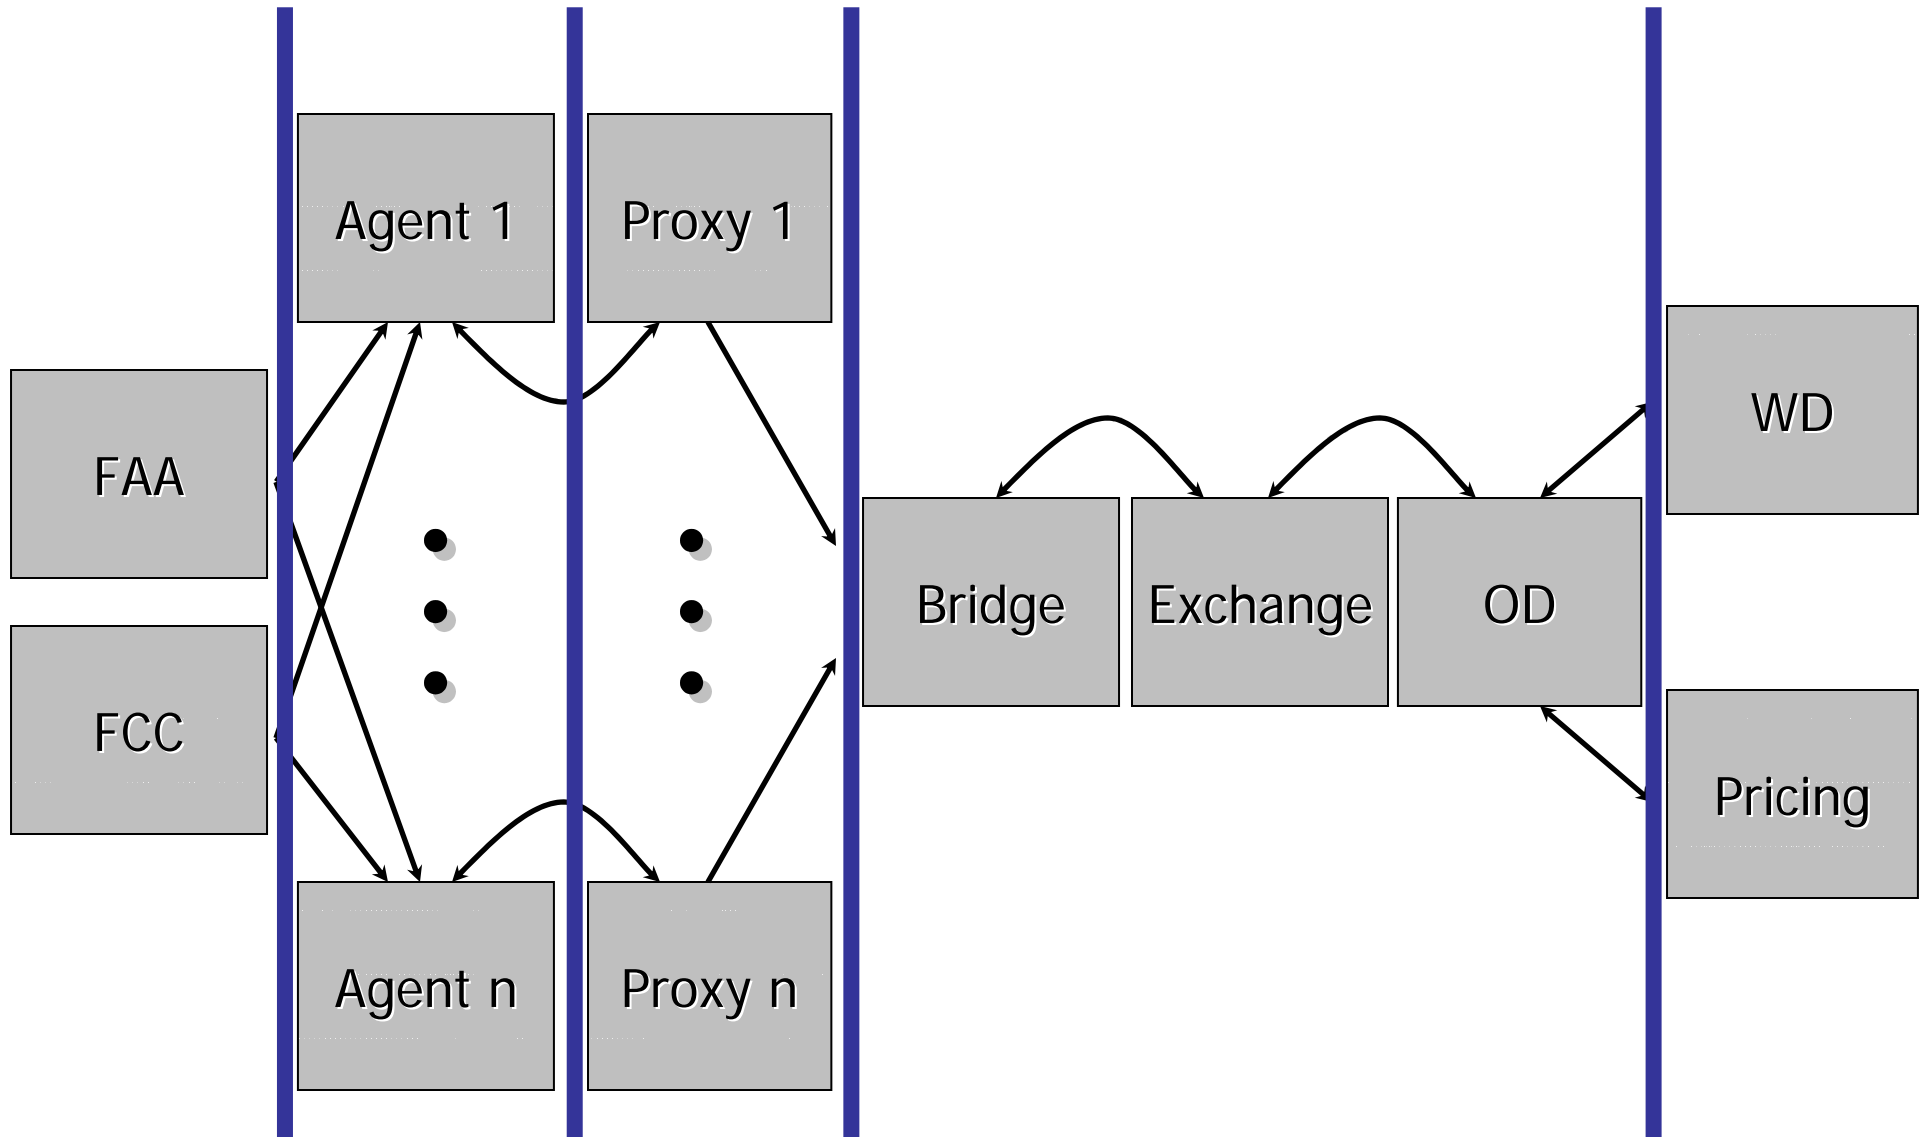 Agent 1
Proxy 1
FAA
WD
Bridge
Exchange
OD
FCC
Pricing
Agent n
Proxy n